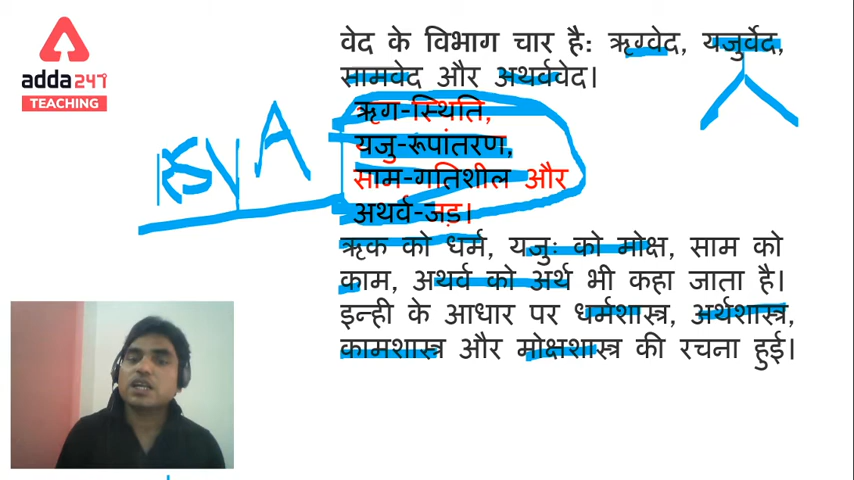 adda247
TEACHING
वेद के विभाग चार है: ऋग्वेद, यजुर्वेद,
सामवेद और अथर्ववेद।
ऋग-स्थिति,
यजु-रूपांतरण,
साम-गतिशील और
अथर्व-जड़।
ऋक को धर्म, यजुः को मोक्ष, साम को
काम, अथर्व को अर्थ भी कहा जाता है।
इन्ही के आधार पर धर्मशास्त्र, अर्थशास्त्र,
कामशास्त्र और मोक्षशास्त्र की रचना हुई।